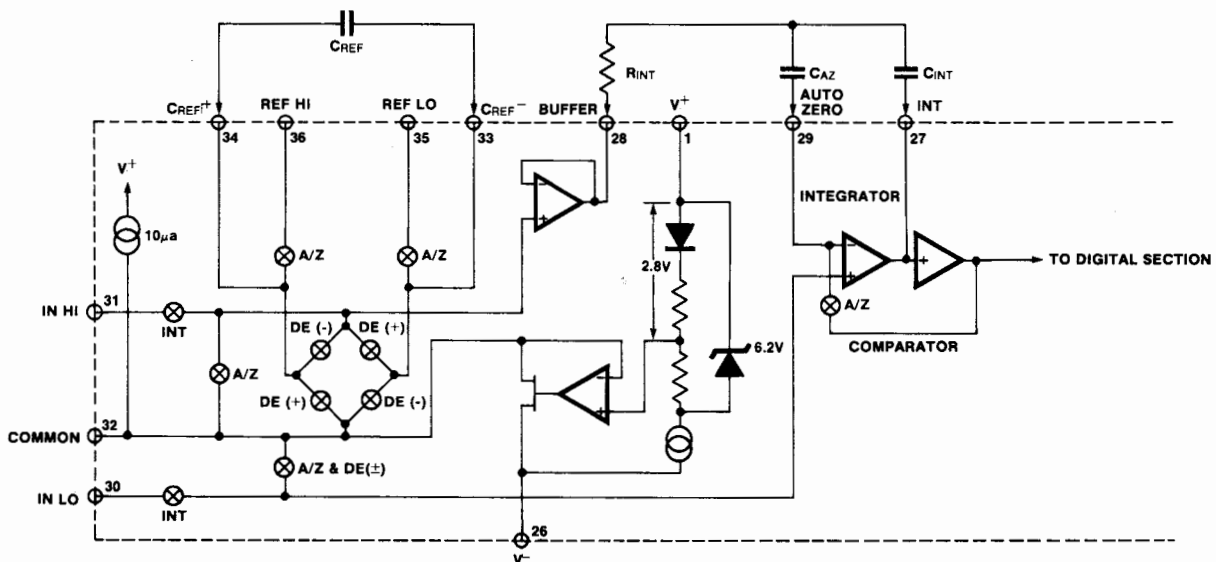 CREF
RINT
CAZ
CINT
CREF+ REF HI REF LO CREF− BUFFER V+ AUTO ZERO INT
34 36 35 33 28 1 29 27
V+
10µa
A/Z A/Z
INTEGRATOR
2.8V
TO DIGITAL SECTION
IN HI 31
INT
DE (-) DE (+)
A/Z
A/Z
COMPARATOR
6.2V
DE (+) DE (-)
COMMON 32
A/Z & DE(±)
IN LO 30
INT
26
V−
− + − + − + +